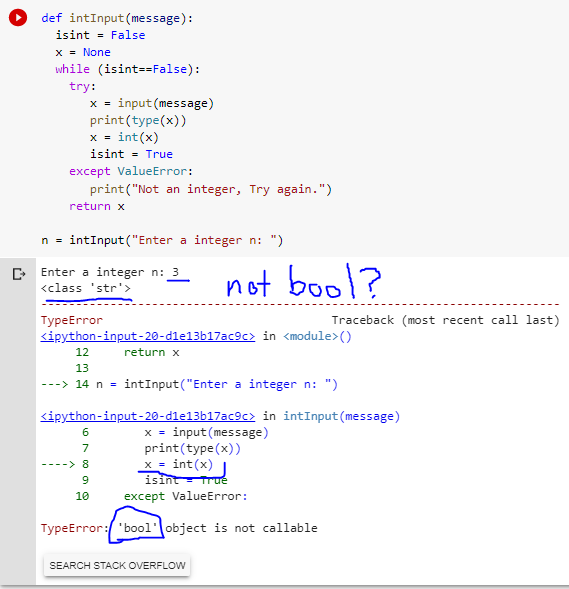 def intInput(message):
isint = False
x = None
while (isint==False):
try:
x = input(message)
print(type(x))
x = int(x)
isint = True
except ValueError:
print("Not an integer, Try again.")
return x
n = intInput("Enter a integer n: ")
Enter a integer n: 3
<class 'str'>
not bool?
TypeError Traceback (most recent call last)
<ipython-input-20-d1e13b17ac9c> in <module>()
12 return x
13
---> 14 n = intInput("Enter a integer n: ")
<ipython-input-20-d1e13b17ac9c> in intInput(message)
6 x = input(message)
7 print(type(x))
----> 8 x = int(x)
9 isint = True
10 except ValueError:
TypeError: 'bool' object is not callable
SEARCH STACK OVERFLOW